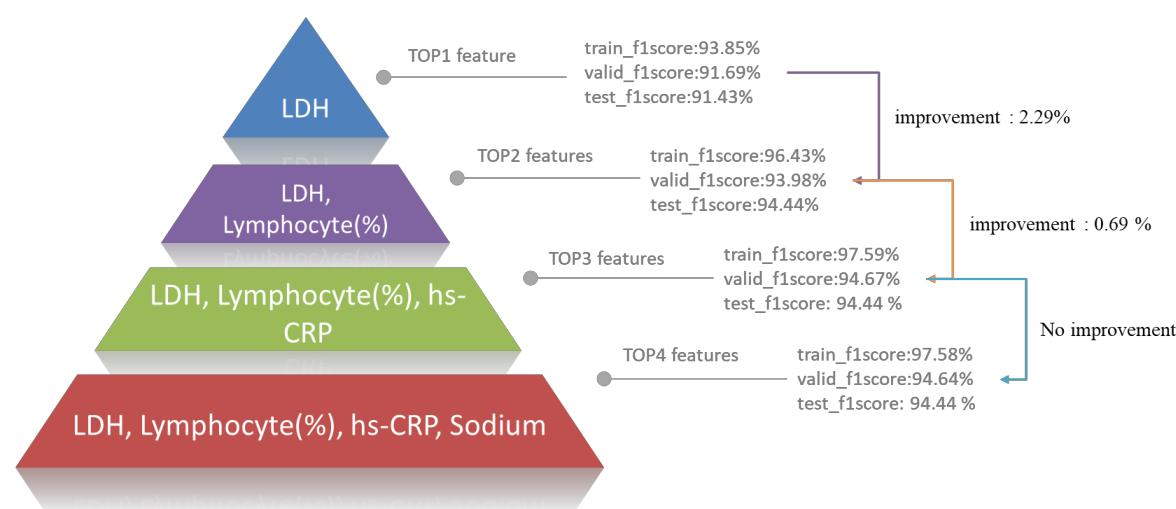 LDH
TOP1 feature
train_f1score:93.85%
valid_f1score:91.69%
test_f1score:91.43%
improvement : 2.29%
LDH,
Lymphocyte(%)
TOP2 features
train_f1score:96.43%
valid_f1score:93.98%
test_f1score:94.44%
improvement : 0.69 %
LDH, Lymphocyte(%), hs-
CRP
TOP3 features
train_f1score:97.59%
valid_f1score:94.67%
test_f1score: 94.44 %
No improvement
LDH, Lymphocyte(%), hs-CRP, Sodium
TOP4 features
train_f1score:97.58%
valid_f1score:94.64%
test_f1score: 94.44 %